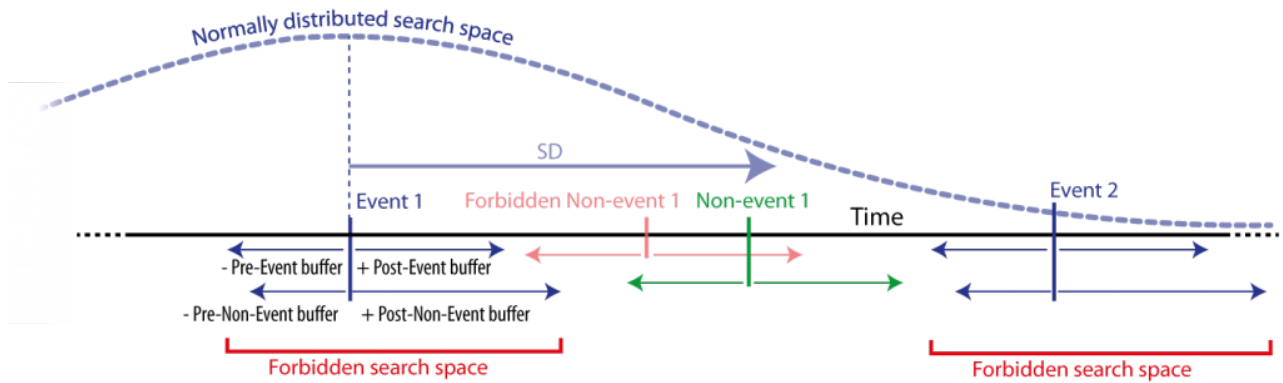 Normally distributed search space
SD
Event 1
Forbidden Non-event 1
Non-event 1
Time
Event 2
- Pre-Event buffer
+ Post-Event buffer
- Pre-Non-Event buffer
+ Post-Non-Event buffer
Forbidden search space
Forbidden search space